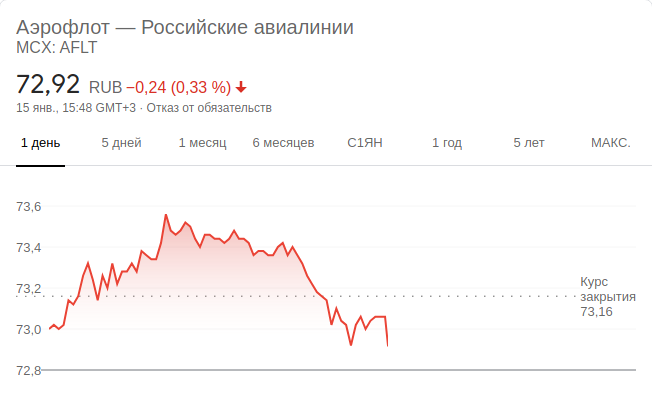 Аэрофлот — Российские авиалинии
MCX: AFLT
72,92 RUB −0,24 (0,33 %)
15 янв., 15:48 GMT+3 · Отказ от обязательств
1 день 5 дней 1 месяц 6 месяцев С1ЯН 1 год 5 лет МАКС.
73,6
73,4
73,2
73,0
72,8
Курс
закрытия
73,16